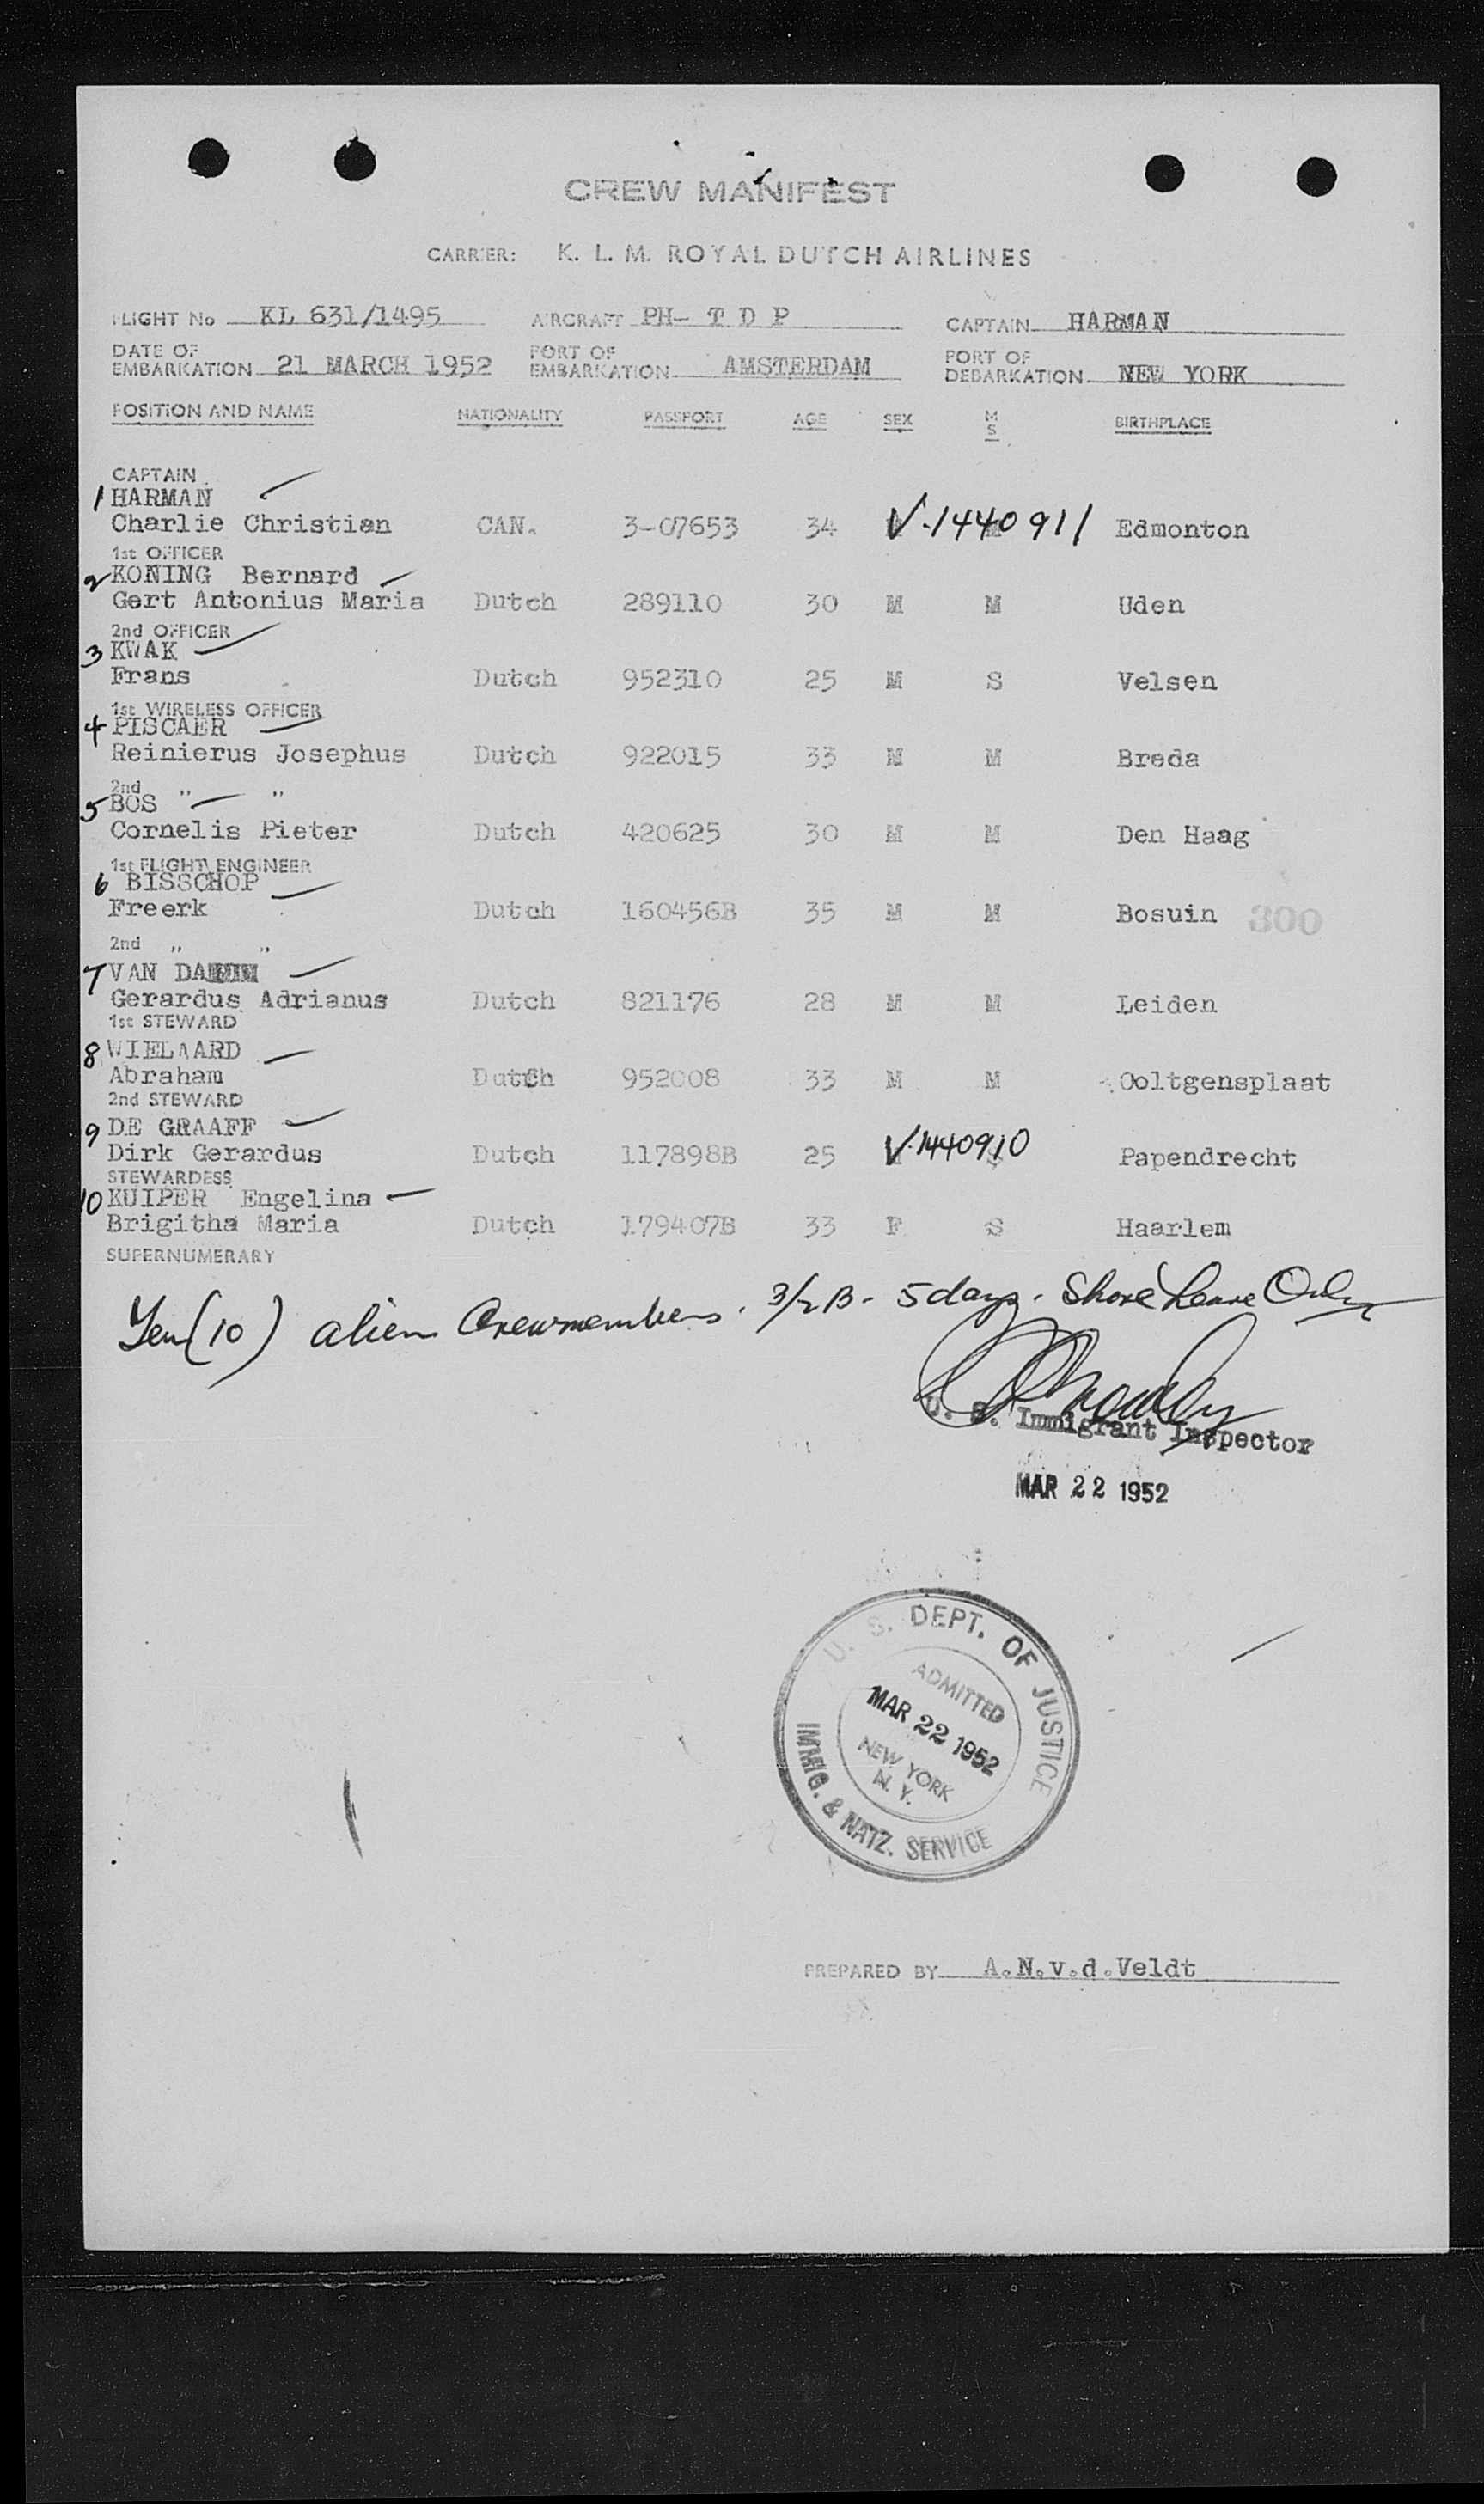 CREW MANIFEST
CARRIER: K. L. M. ROYAL DUTCH AIRLINES
FLIGHT No KL 631/1495 AIRCRAFT PH- T D P CAPTAIN HARMAN
DATE OF EMBARKATION 21 MARCH 1952 PORT OF EMBARKATION AMSTERDAM PORT OF DEBARKATION NEW YORK
POSITION AND NAME NATIONALITY PASSPORT AGE SEX M S BIRTHPLACE
CAPTAIN
1 HARMAN
Charlie Christian CAN. 3-07653 34 V-1440911 Edmonton
1st OFFICER
2 KONING Bernard
Gert Antonius Maria Dutch 289110 30 M M Uden
2nd OFFICER
3 KWAK
Frans Dutch 952310 25 M S Velsen
1st WIRELESS OFFICER
4 PISCAER
Reinierus Josephus Dutch 922015 33 M M Breda
2nd " "
5 BOS
Cornelis Pieter Dutch 420625 30 M M Den Haag
1st FLIGHT ENGINEER
6 BISSCHOP
Freerk Dutch 160456B 35 M M Bosuin 300
2nd " "
7 VAN DA
Gerardus Adrianus Dutch 821176 28 M M Leiden
1st STEWARD
8 WIELAARD
Abraham Dutch 952008 33 M M Ooltgensplaat
2nd STEWARD
9 DE GRAAFF
Dirk Gerardus Dutch 117898B 25 V-1440910 Papendrecht
STEWARDESS
10 KUIPER Engelina
Brigitha Maria Dutch 179407B 33 F S Haarlem
SUPERNUMERARY
Ten (10) alien Crewmembers. 3/2 B - 5 days. Shore Leave Only
U. S. Immigrant Inspector
MAR 22 1952
U. S. DEPT. OF JUSTICE
ADMITTED
MAR 22 1952
NEW YORK
N. Y.
IMMIG. & NATZ. SERVICE
PREPARED BY A.N.v.d.Veldt